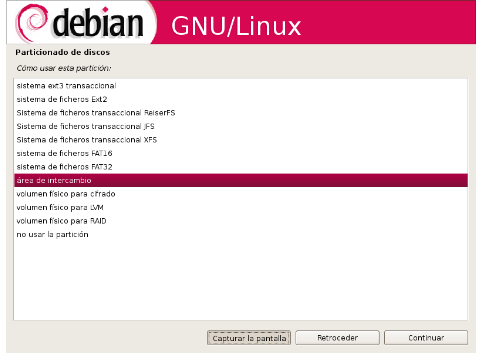 debian GNU/Linux
Particionado de discos
Cómo usar esta partición:
sistema ext3 transaccional
sistema de ficheros Ext2
Sistema de ficheros transaccional ReiserFS
Sistema de ficheros transaccional JFS
Sistema de ficheros transaccional XFS
sistema de ficheros FAT16
sistema de ficheros FAT32
área de intercambio
volumen físico para cifrado
volumen físico para LVM
volumen físico para RAID
no usar la partición
Capturar la pantalla Retroceder Continuar